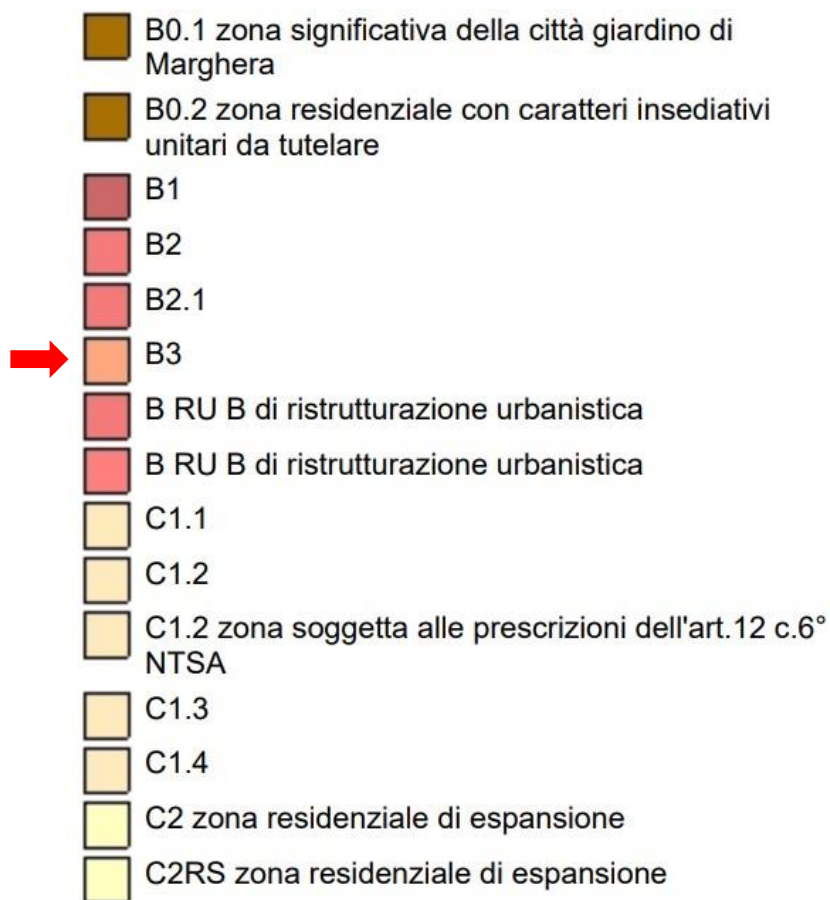 B0.1 zona significativa della città giardino di
Marghera
B0.2 zona residenziale con caratteri insediativi
unitari da tutelare
B1
B2
B2.1
B3
B RU B di ristrutturazione urbanistica
B RU B di ristrutturazione urbanistica
C1.1
C1.2
C1.2 zona soggetta alle prescrizioni dell'art.12 c.6°
NTSA
C1.3
C1.4
C2 zona residenziale di espansione
C2RS zona residenziale di espansione